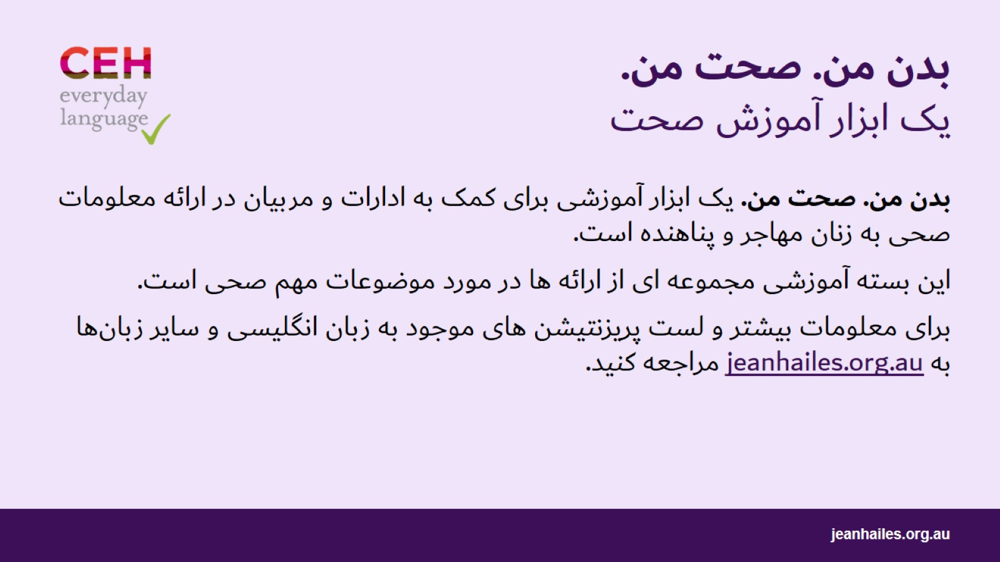 CEH
everyday
language
بدن من. صحت من.
یک ابزار آموزش صحت
بدن من. صحت من. یک ابزار آموزشی برای کمک به ادارات و مربیان در ارائه معلومات
صحی به زنان مهاجر و پناهنده است.
این بسته آموزشی مجموعه ای از ارائه ها در مورد موضوعات مهم صحی است.
برای معلومات بیشتر و لست پریزنتیشن های موجود به زبان انگلیسی و سایر زبان‌ها
به jeanhailes.org.au مراجعه کنید.
jeanhailes.org.au